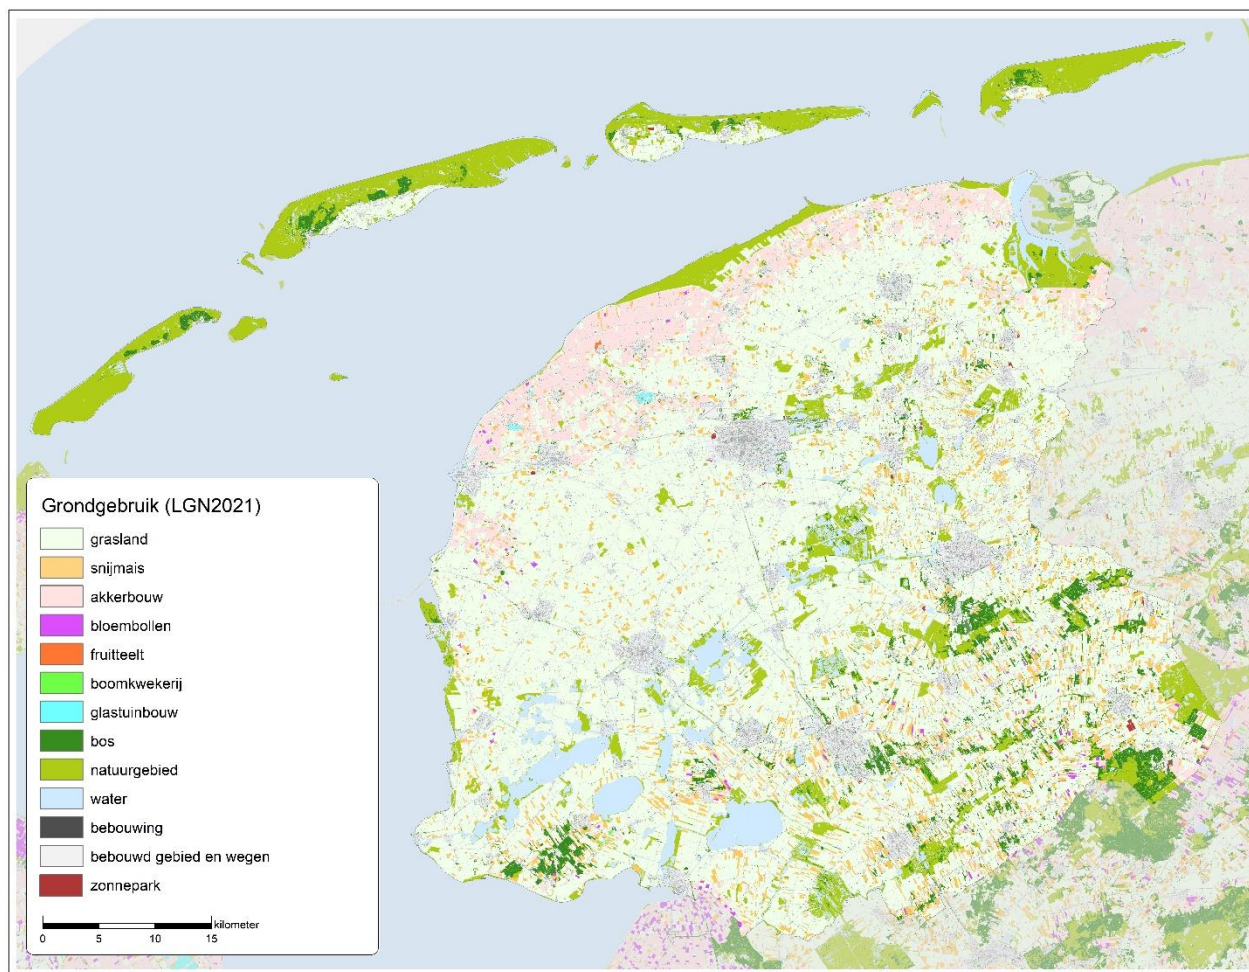 Grondgebruik (LGN2021)
grasland
snijmais
akkerbouw
bloembollen
fruitteelt
boomkwekerij
glastuinbouw
bos
natuurgebied
water
bebouwing
bebouwd gebied en wegen
zonnepark
kilometer
0 5 10 15